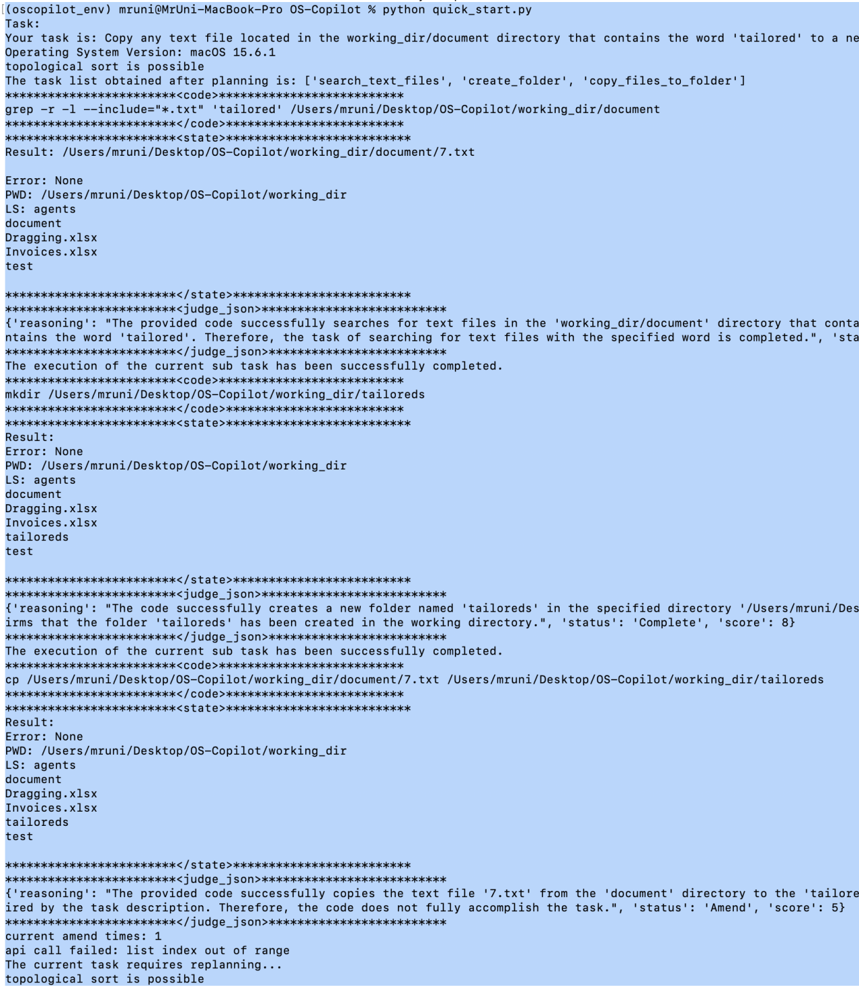 (oscopilot_env) mruni@MrUni-MacBook-Pro OS-Copilot % python quick_start.py
Task:
Your task is: Copy any text file located in the working_dir/document directory that contains the word 'tailored' to a ne
Operating System Version: macOS 15.6.1
topological sort is possible
The task list obtained after planning is: ['search_text_files', 'create_folder', 'copy_files_to_folder']
************************<code>**************************
grep -r -l --include="*.txt" 'tailored' /Users/mruni/Desktop/OS-Copilot/working_dir/document
************************</code>*************************
************************<state>**************************
Result: /Users/mruni/Desktop/OS-Copilot/working_dir/document/7.txt
Error: None
PWD: /Users/mruni/Desktop/OS-Copilot/working_dir
LS: agents
document
Dragging.xlsx
Invoices.xlsx
test
************************</state>*************************
************************<judge_json>**************************
{'reasoning': "The provided code successfully searches for text files in the 'working_dir/document' directory that conta
ntains the word 'tailored'. Therefore, the task of searching for text files with the specified word is completed.", 'sta
************************</judge_json>*************************
The execution of the current sub task has been successfully completed.
************************<code>**************************
mkdir /Users/mruni/Desktop/OS-Copilot/working_dir/tailoreds
************************</code>*************************
************************<state>**************************
Result:
Error: None
PWD: /Users/mruni/Desktop/OS-Copilot/working_dir
LS: agents
document
Dragging.xlsx
Invoices.xlsx
tailoreds
test
************************</state>*************************
************************<judge_json>**************************
{'reasoning': "The code successfully creates a new folder named 'tailoreds' in the specified directory '/Users/mruni/Des
irms that the folder 'tailoreds' has been created in the working directory.", 'status': 'Complete', 'score': 8}
************************</judge_json>*************************
The execution of the current sub task has been successfully completed.
************************<code>**************************
cp /Users/mruni/Desktop/OS-Copilot/working_dir/document/7.txt /Users/mruni/Desktop/OS-Copilot/working_dir/tailoreds
************************</code>*************************
************************<state>**************************
Result:
Error: None
PWD: /Users/mruni/Desktop/OS-Copilot/working_dir
LS: agents
document
Dragging.xlsx
Invoices.xlsx
tailoreds
test
************************</state>*************************
************************<judge_json>**************************
{'reasoning': "The provided code successfully copies the text file '7.txt' from the 'document' directory to the 'tailore
ired by the task description. Therefore, the code does not fully accomplish the task.", 'status': 'Amend', 'score': 5}
************************</judge_json>*************************
current amend times: 1
api call failed: list index out of range
The current task requires replanning...
topological sort is possible